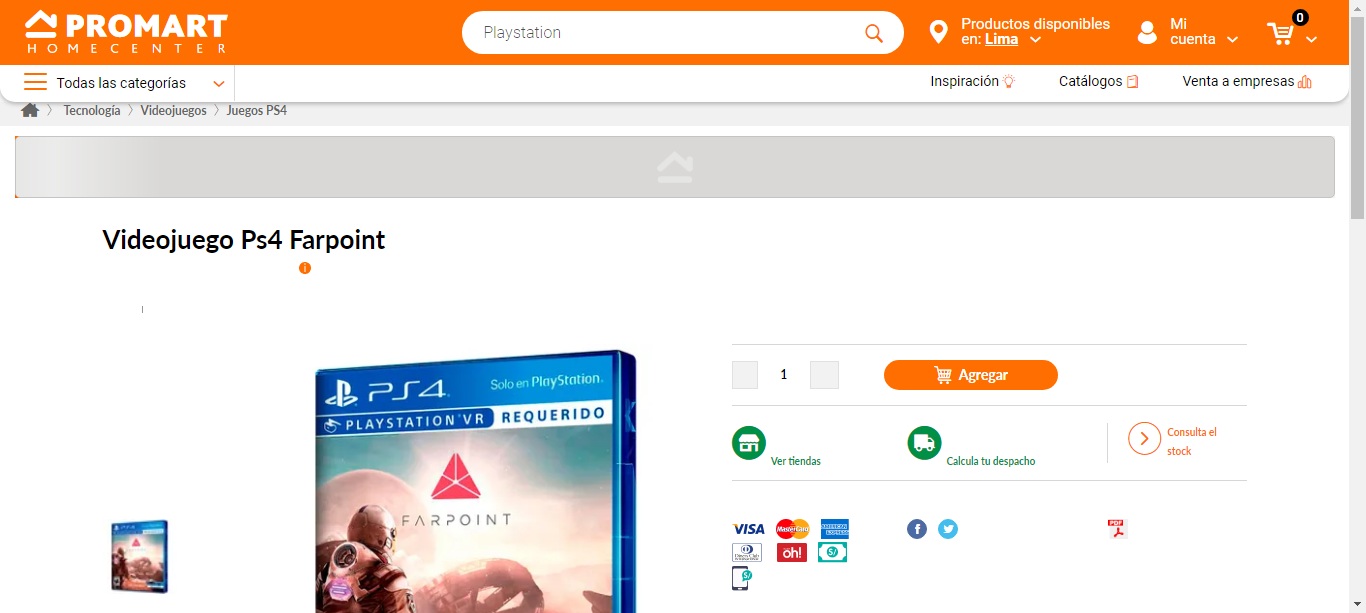 PROMART
HOMECENTER
Playstation
Productos disponibles
en: Lima
Mi
cuenta
0
Todas las categorías
Inspiración
Catálogos
Venta a empresas
Tecnología
Videojuegos
Juegos PS4
Videojuego Ps4 Farpoint
i
PS4
Solo en PlayStation.
PLAYSTATION®VR REQUERIDO
FARPOINT
1
Agregar
Ver tiendas
Calcula tu despacho
Consulta el
stock
VISA
MasterCard
AMERICAN
EXPRESS
Diners Club
oh!
S/
f
PDF